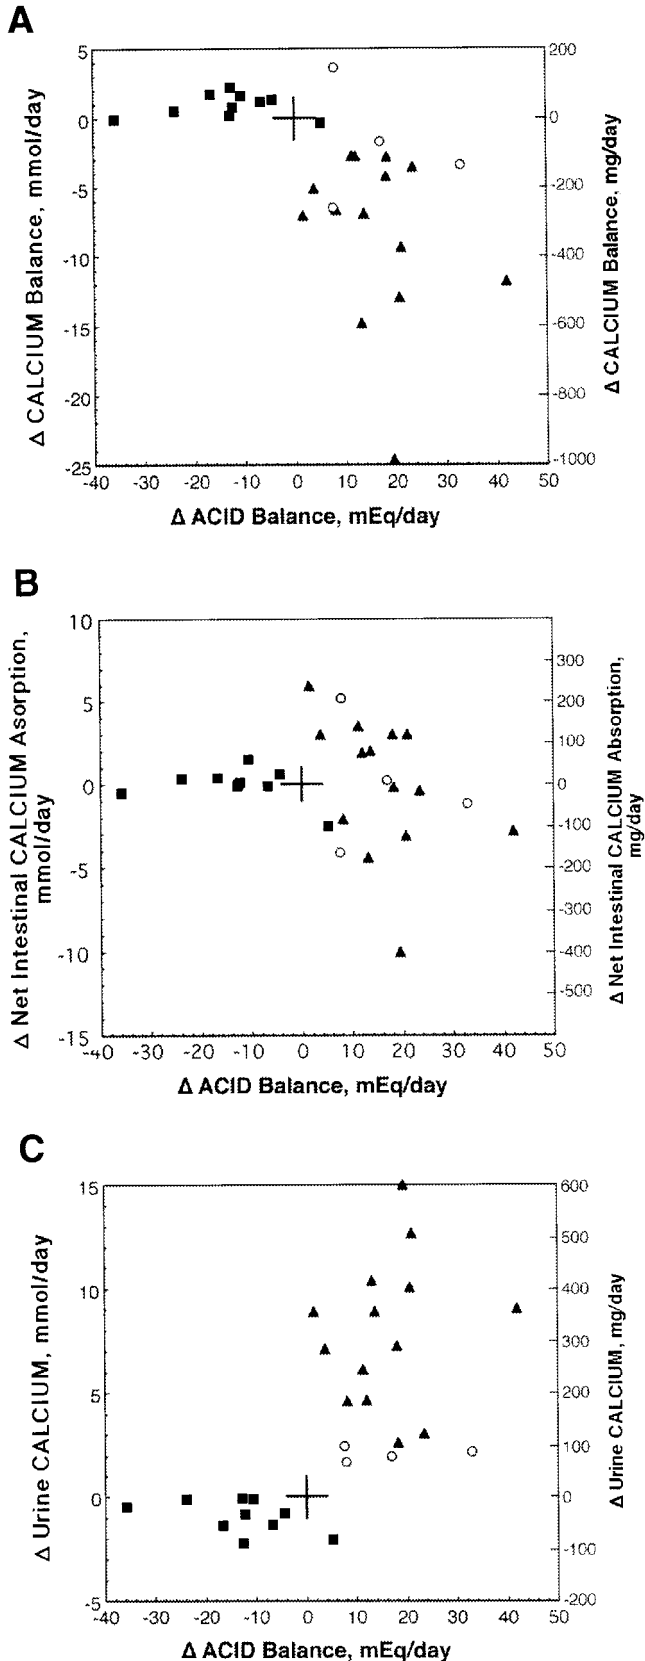 A
5
0
-5
-10
-15
-20
-25
200
0
-200
-400
-600
-800
-1000
-40 -30 -20 -10 0 10 20 30 40 50
Δ CALCIUM Balance, mmol/day
Δ CALCIUM Balance, mg/day
Δ ACID Balance, mEq/day
B
10
5
0
-5
-10
-15
300
200
100
0
-100
-200
-300
-400
-500
-40 -30 -20 -10 0 10 20 30 40 50
Δ Net Intestinal CALCIUM Asorption,
mmol/day
Δ Net Intestinal CALCIUM Absorption,
mg/day
Δ ACID Balance, mEq/day
C
15
10
5
0
-5
600
500
400
300
200
100
0
-100
-200
-40 -30 -20 -10 0 10 20 30 40 50
Δ Urine CALCIUM, mmol/day
Δ Urine CALCIUM, mg/day
Δ ACID Balance, mEq/day